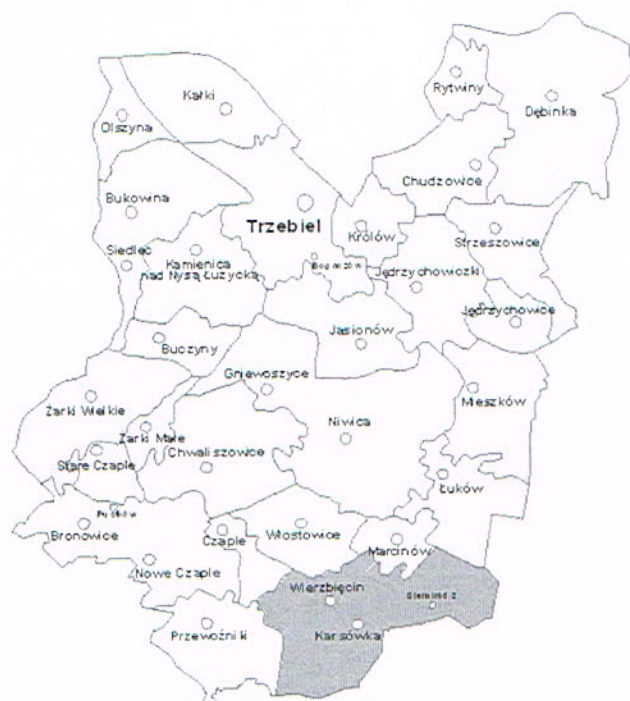 Rytwiny
Kałki
Dębinka
Olszyna
Chudzowice
Bukowina
Trzebiel
Królów
Strzeszowice
Siedlec
Kamienica
nad Nysą Łużycką
Jędrzychowiczki
Jędrzychowice
Jasionów
Buczyny
Gniewoszyce
Mieszków
Żarki Wielkie
Niwica
Żarki Małe
Stare Czaple
Chwaliszowice
Łuków
Bronowice
Czaple
Włostowice
Marcinów
Nowe Czaple
Wierzbięcin
Karsówka
Przewoźniki